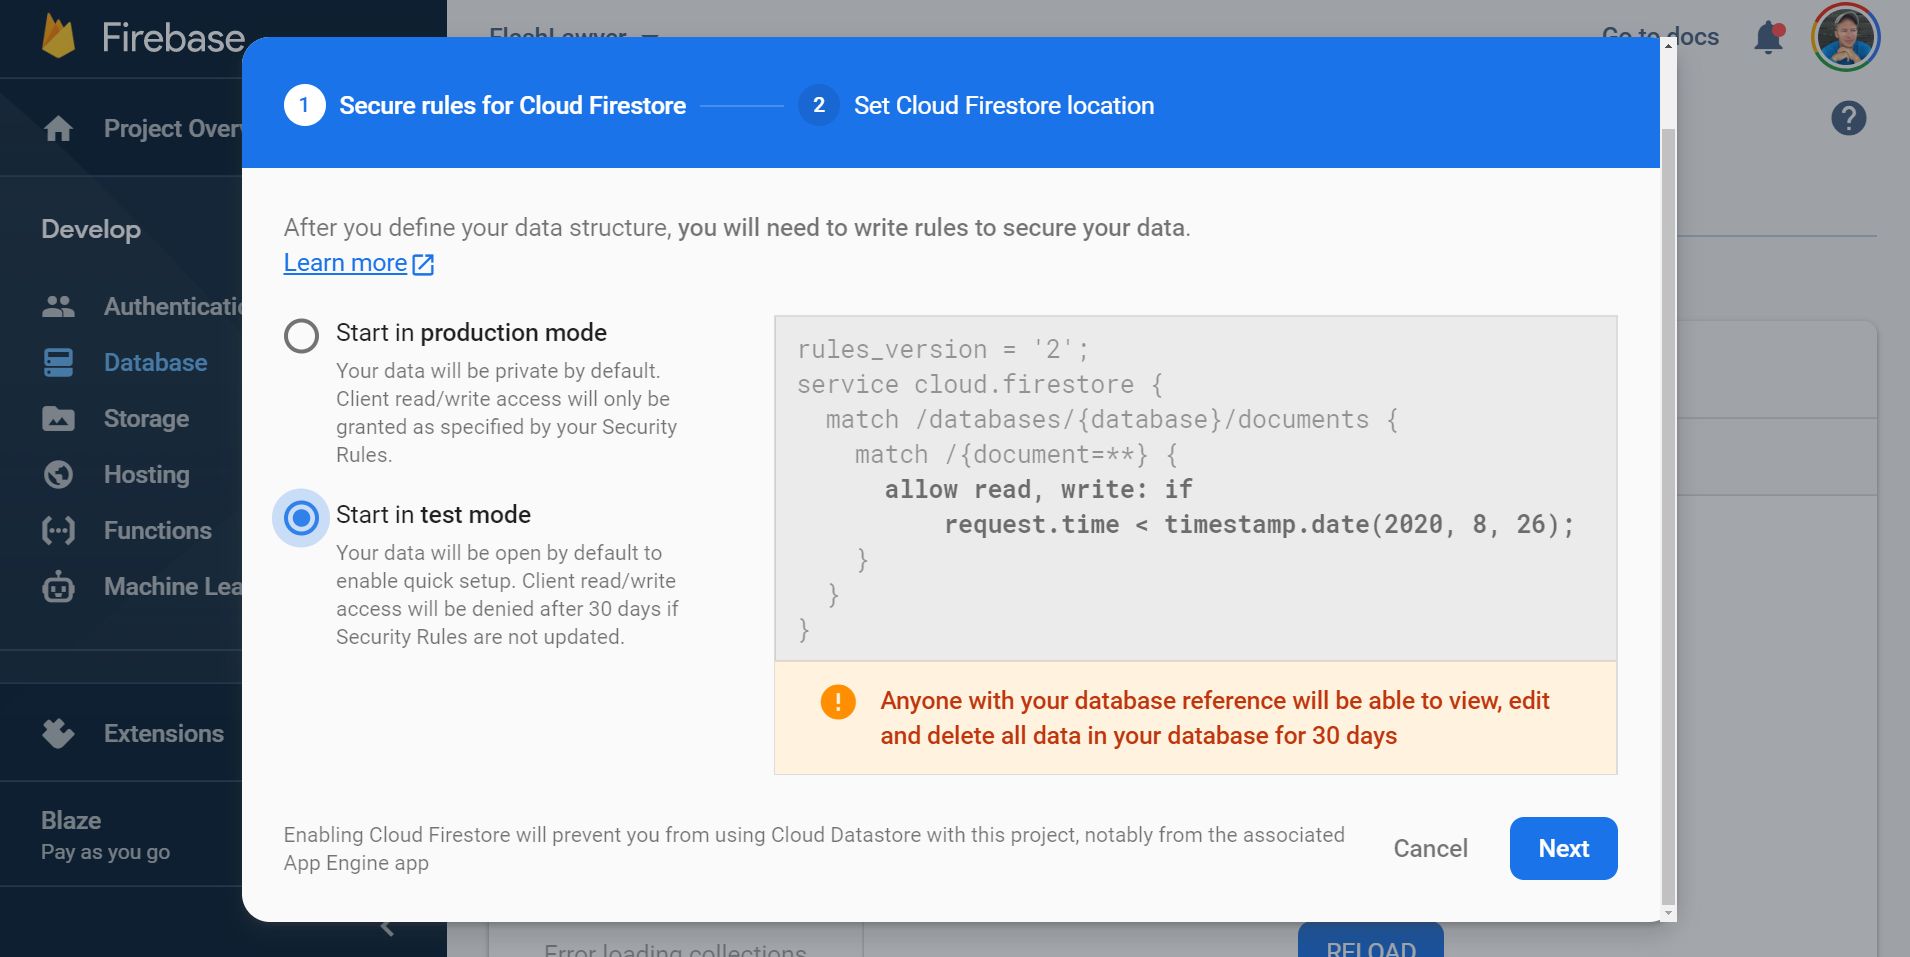 Firebase
Project Over
Develop
Authenticatio
Database
Storage
Hosting
Functions
Machine Lea
Extensions
Blaze
Pay as you go
FlashLawyer
Go to docs
?
1 Secure rules for Cloud Firestore
2 Set Cloud Firestore location
After you define your data structure, you will need to write rules to secure your data.
Learn more
Start in production mode
Your data will be private by default.
Client read/write access will only be
granted as specified by your Security
Rules.
Start in test mode
Your data will be open by default to
enable quick setup. Client read/write
access will be denied after 30 days if
Security Rules are not updated.
rules_version = '2';
service cloud.firestore {
match /databases/{database}/documents {
match /{document=**} {
allow read, write: if
request.time < timestamp.date(2020, 8, 26);
}
}
}
! Anyone with your database reference will be able to view, edit
and delete all data in your database for 30 days
Enabling Cloud Firestore will prevent you from using Cloud Datastore with this project, notably from the associated
App Engine app
Cancel
Next
Error loading collections
RELOAD